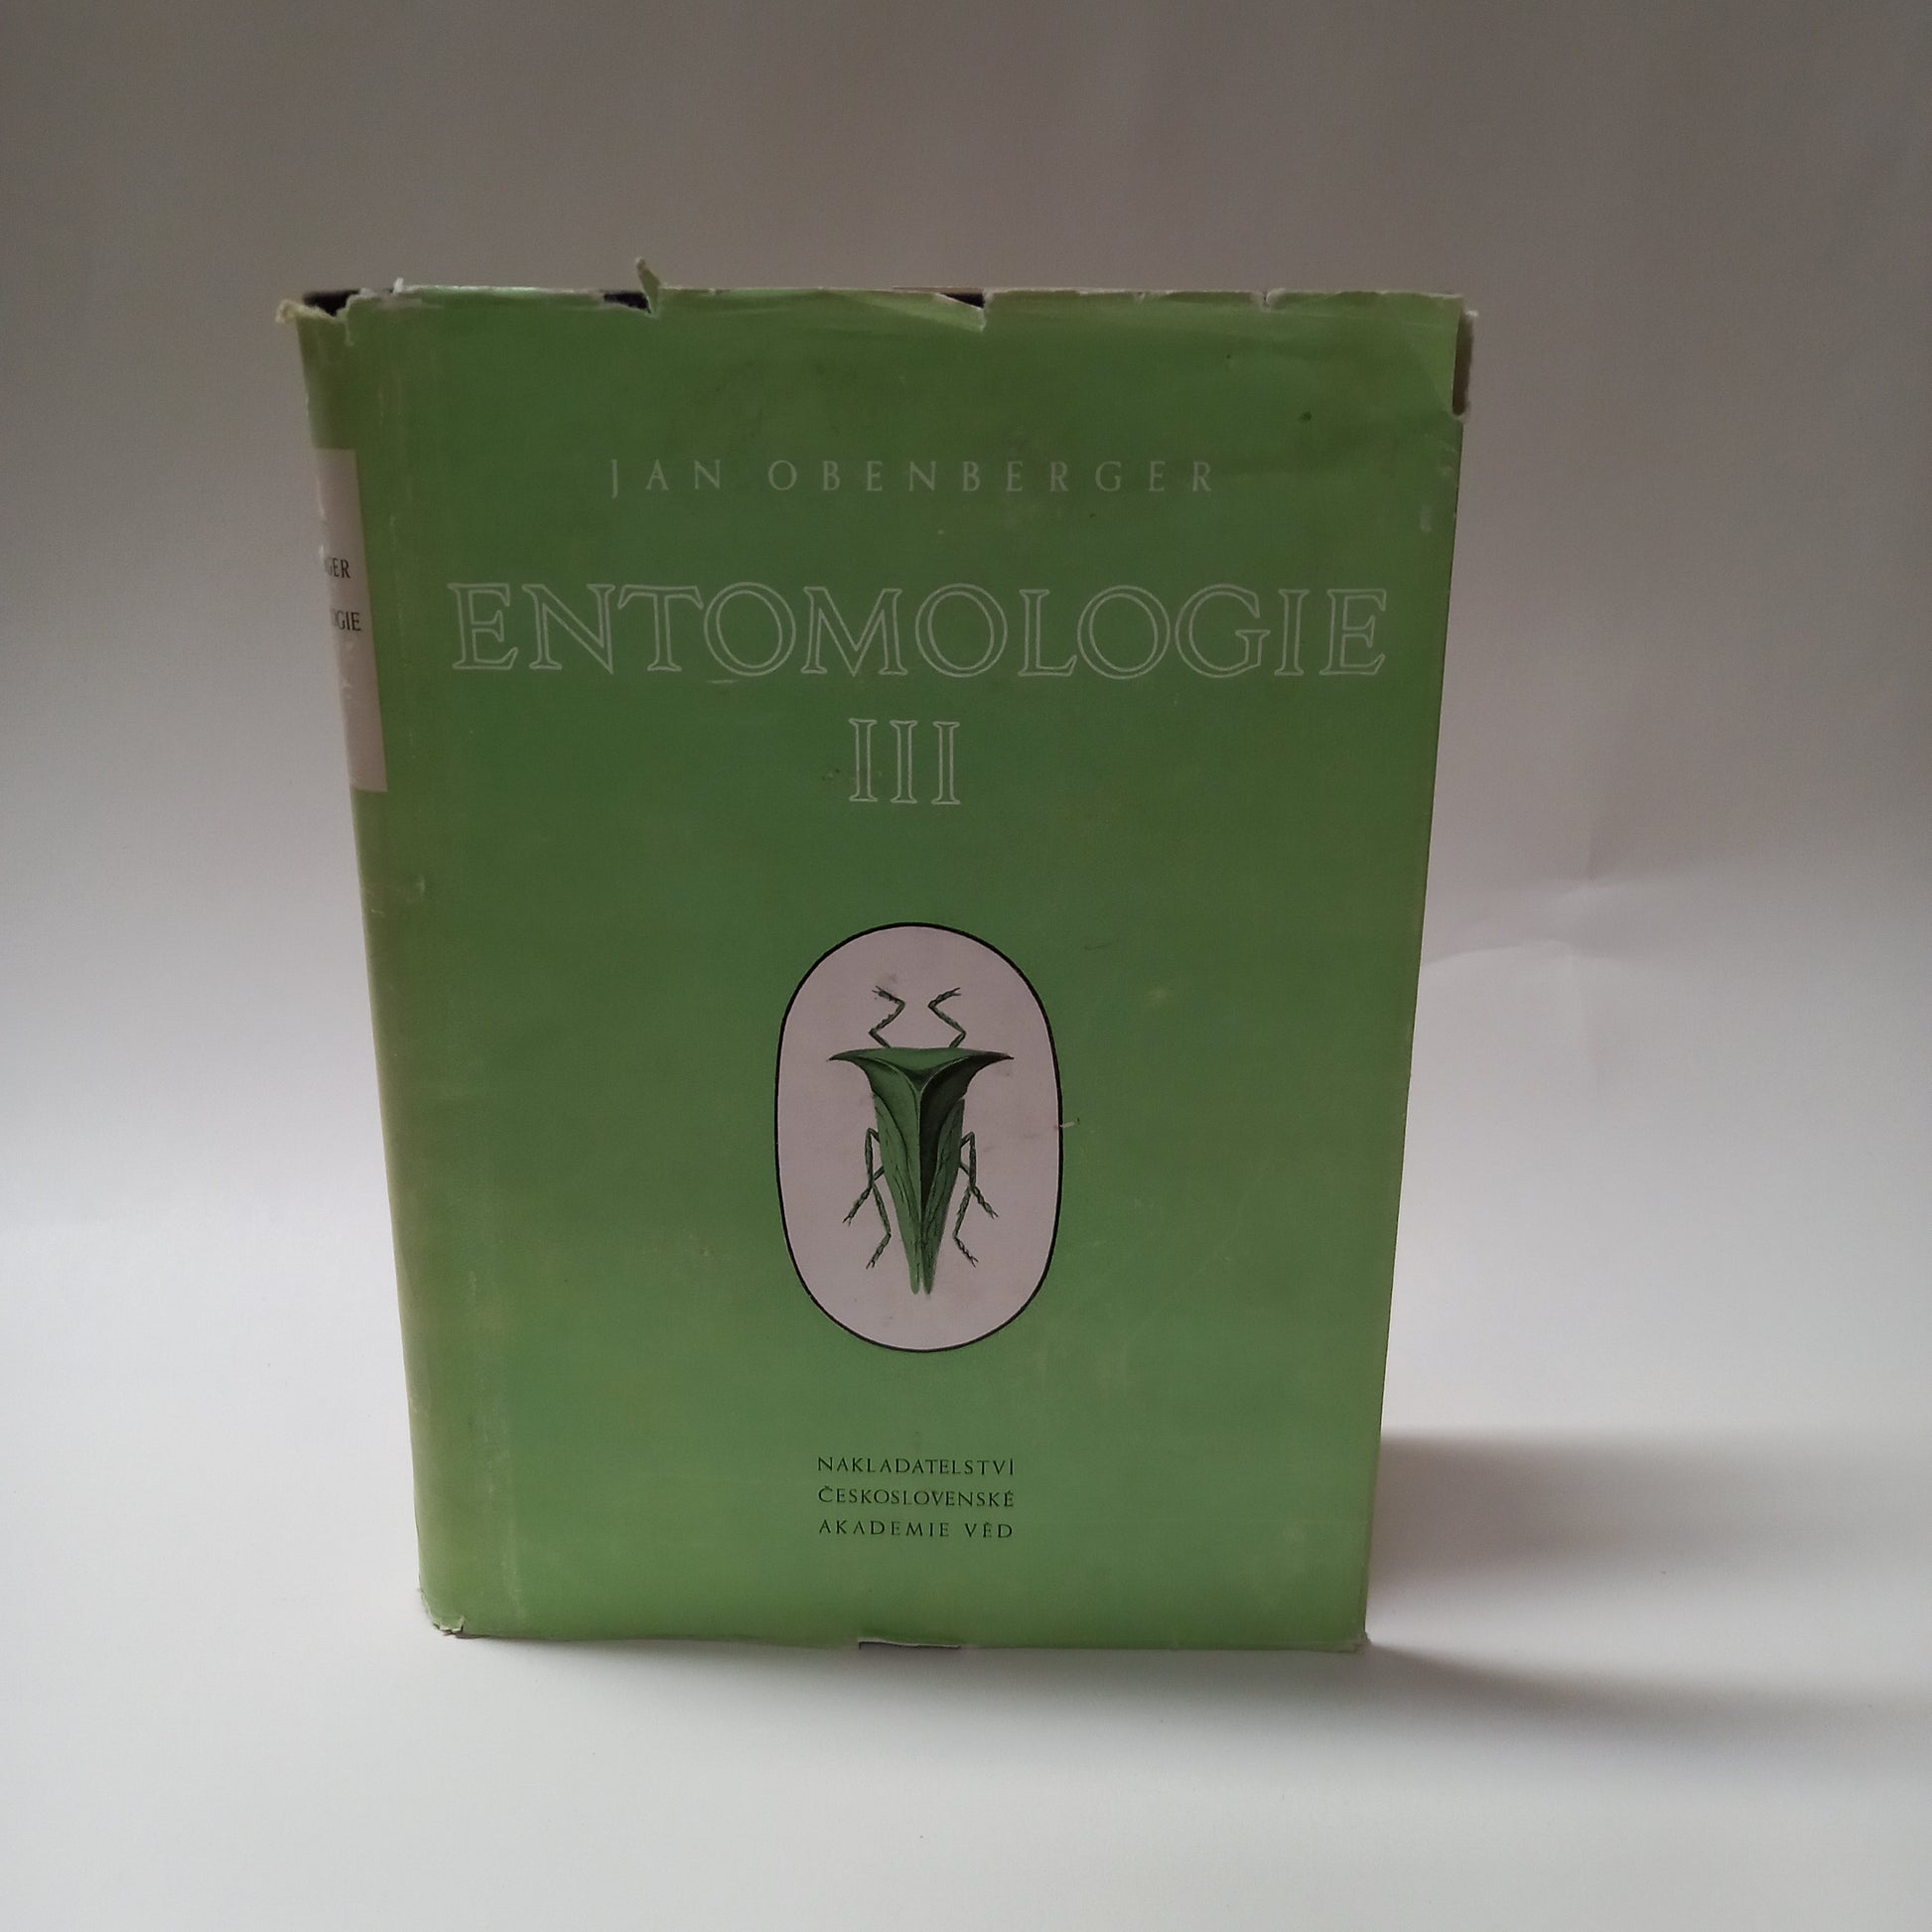 JAN OBENBERGER
ENTOMOLOGIE
III
NAKLADATELSTVÍ
ČESKOSLOVENSKÉ
AKADEMIE VĚD